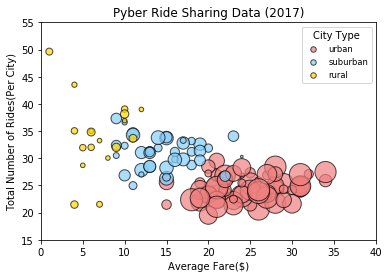 Pyber Ride Sharing Data (2017)
City Type
urban
suburban
rural
Total Number of Rides(Per City)
55
50
45
40
35
30
25
20
15
0
5
10
15
20
25
30
35
40
Average Fare($)